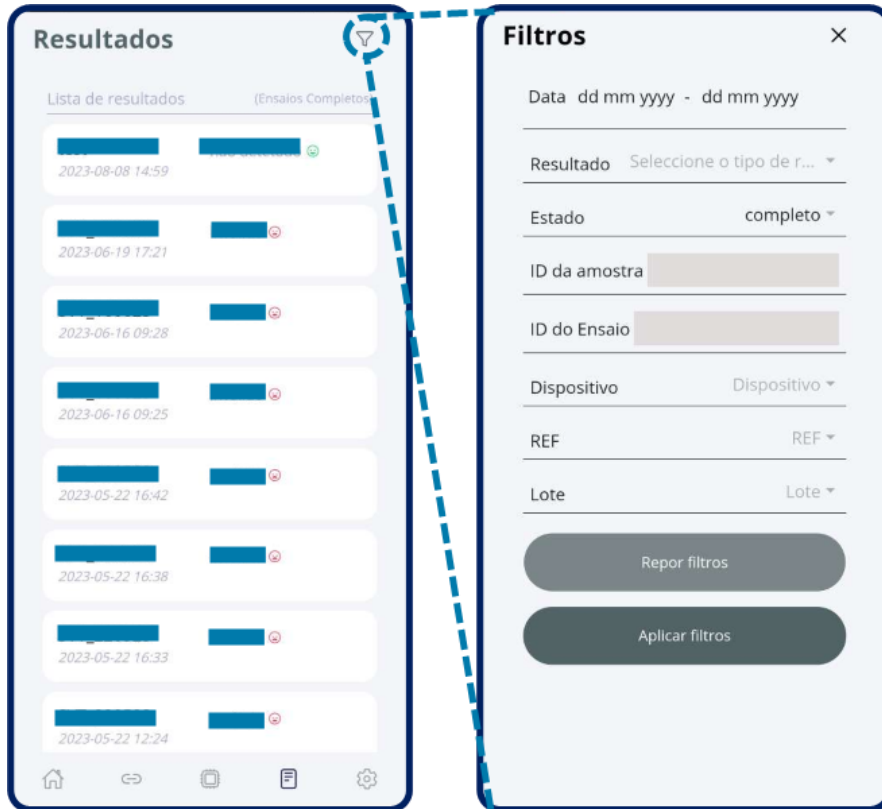 Resultados
Lista de resultados (Ensaios Completos)
2023-08-08 14:59
2023-06-19 17:21
2023-06-16 09:28
2023-06-16 09:25
2023-05-22 16:42
2023-05-22 16:38
2023-05-22 16:33
2023-05-22 12:24
Filtros
Data dd mm yyyy - dd mm yyyy
Resultado Seleccione o tipo de r...
Estado completo
ID da amostra
ID do Ensaio
Dispositivo Dispositivo
REF REF
Lote Lote
Repor filtros
Aplicar filtros